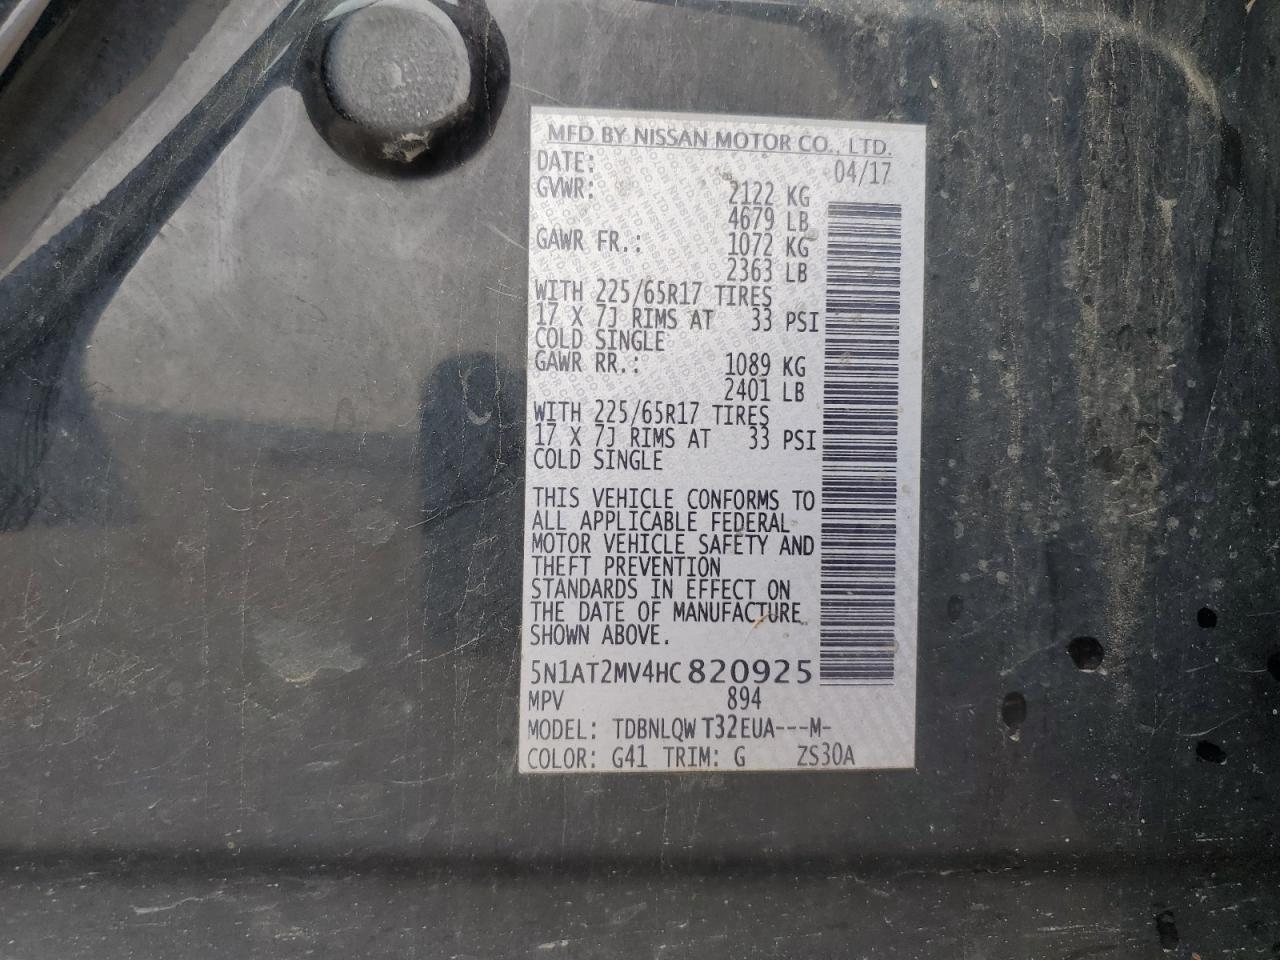 MFD BY NISSAN MOTOR CO., LTD.
DATE: 04/17
GVWR: 2122 KG
4679 LB
GAWR FR.: 1072 KG
2363 LB
WITH 225/65R17 TIRES
17 X 7J RIMS AT 33 PSI
COLD SINGLE
GAWR RR.: 1089 KG
2401 LB
WITH 225/65R17 TIRES
17 X 7J RIMS AT 33 PSI
COLD SINGLE
THIS VEHICLE CONFORMS TO
ALL APPLICABLE FEDERAL
MOTOR VEHICLE SAFETY AND
THEFT PREVENTION
STANDARDS IN EFFECT ON
THE DATE OF MANUFACTURE
SHOWN ABOVE.
5N1AT2MV4HC820925
MPV 894
MODEL: TDBNLQW T32EUA---M-
COLOR: G41 TRIM: G ZS30A